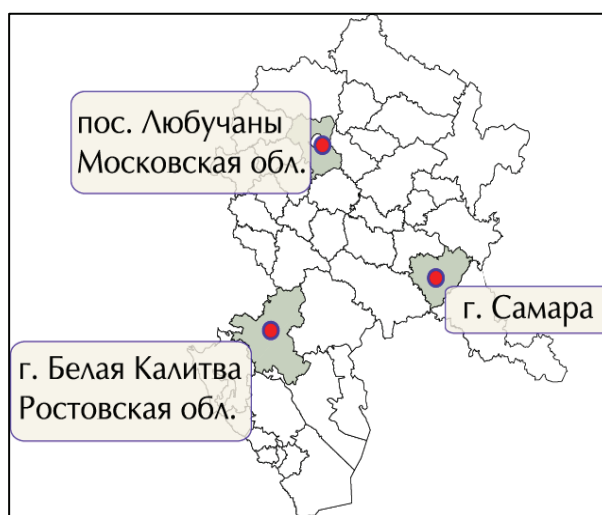 пос. Любучаны
Московская обл.
г. Самара
г. Белая Калитва
Ростовская обл.